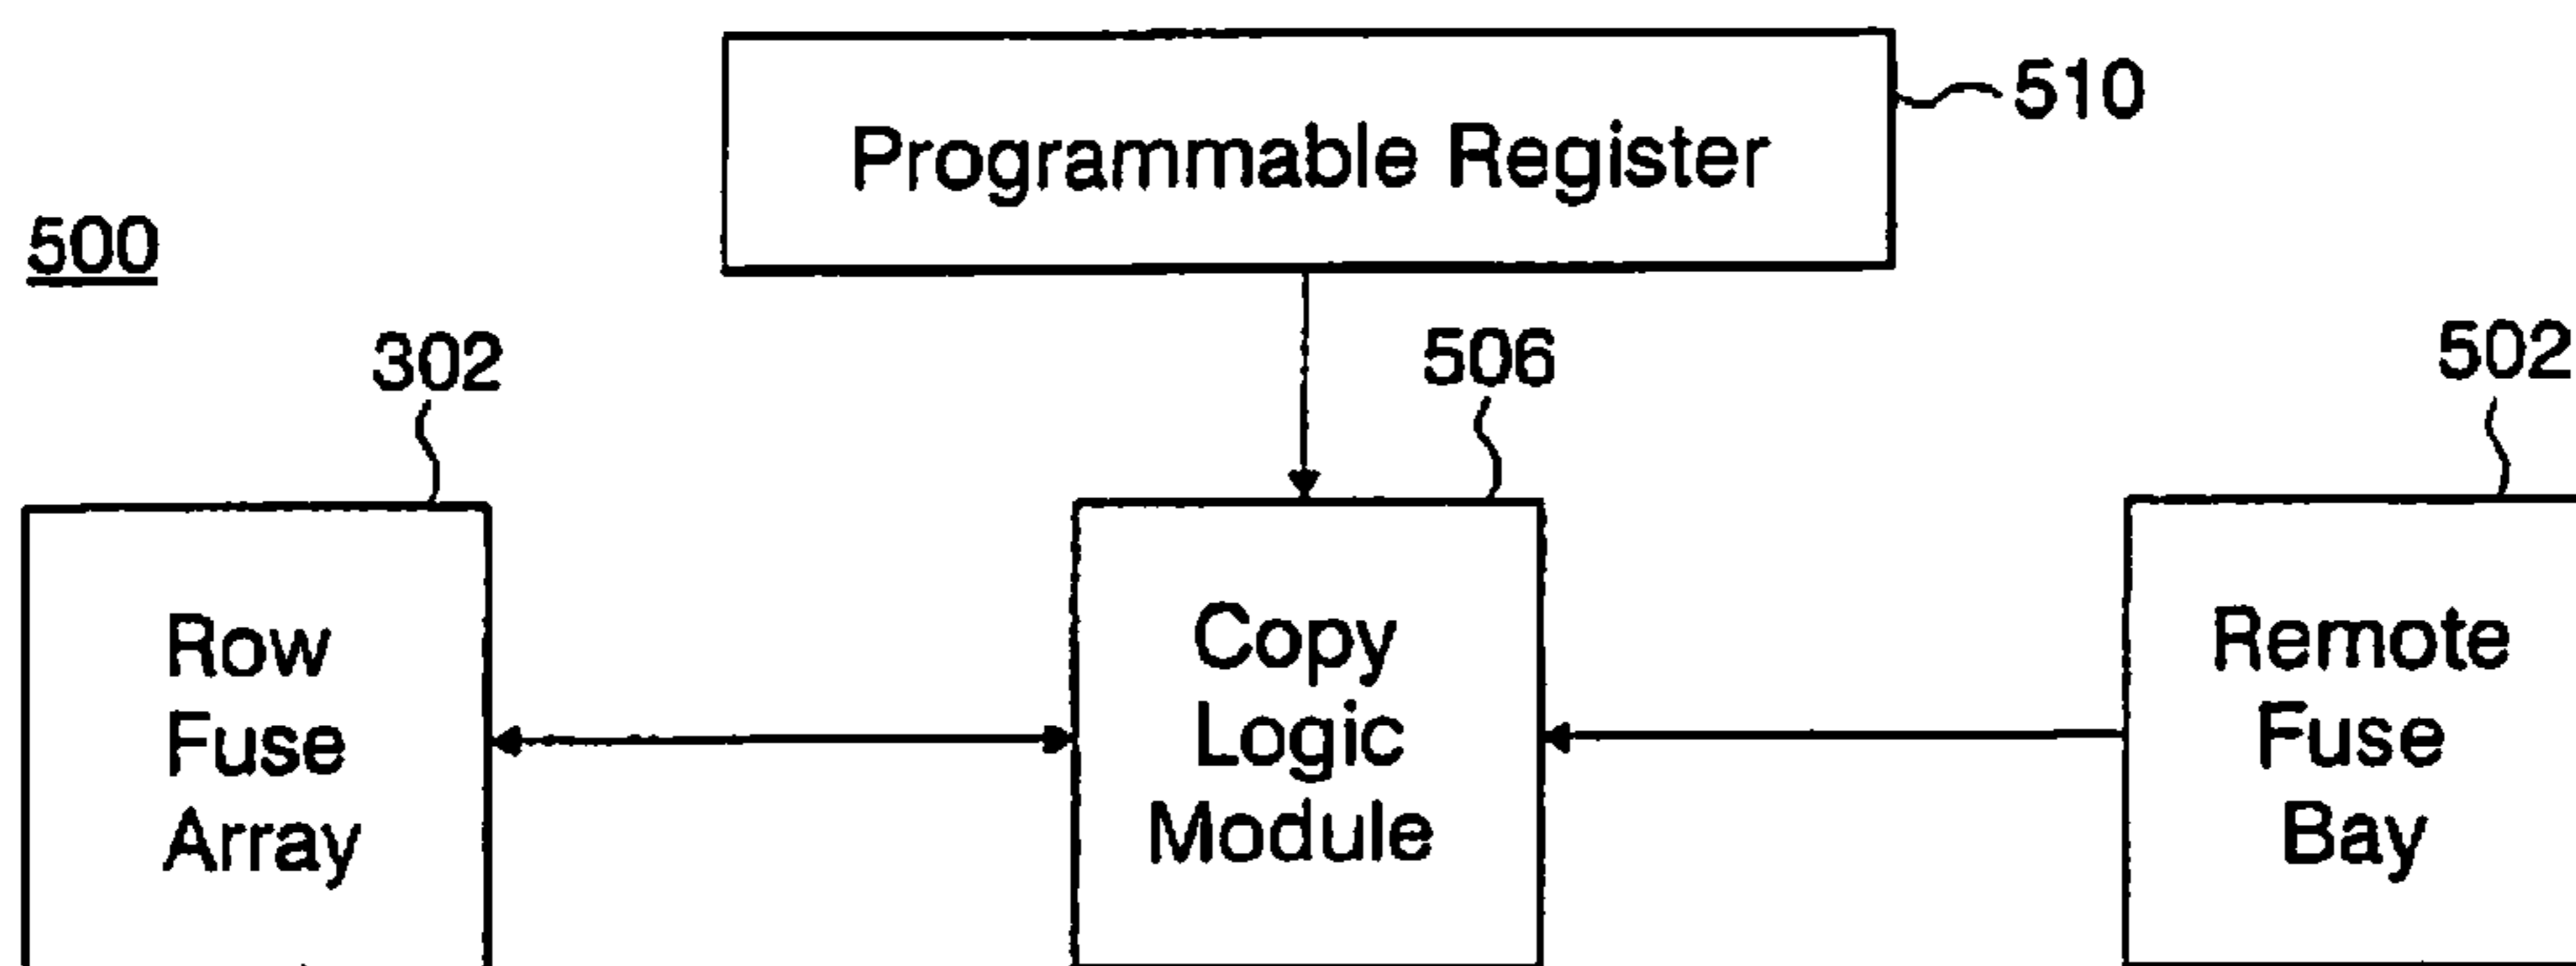 510
Programmable Register
500
302
506
502
Row
Fuse
Array
Copy
Logic
Module
Remote
Fuse
Bay